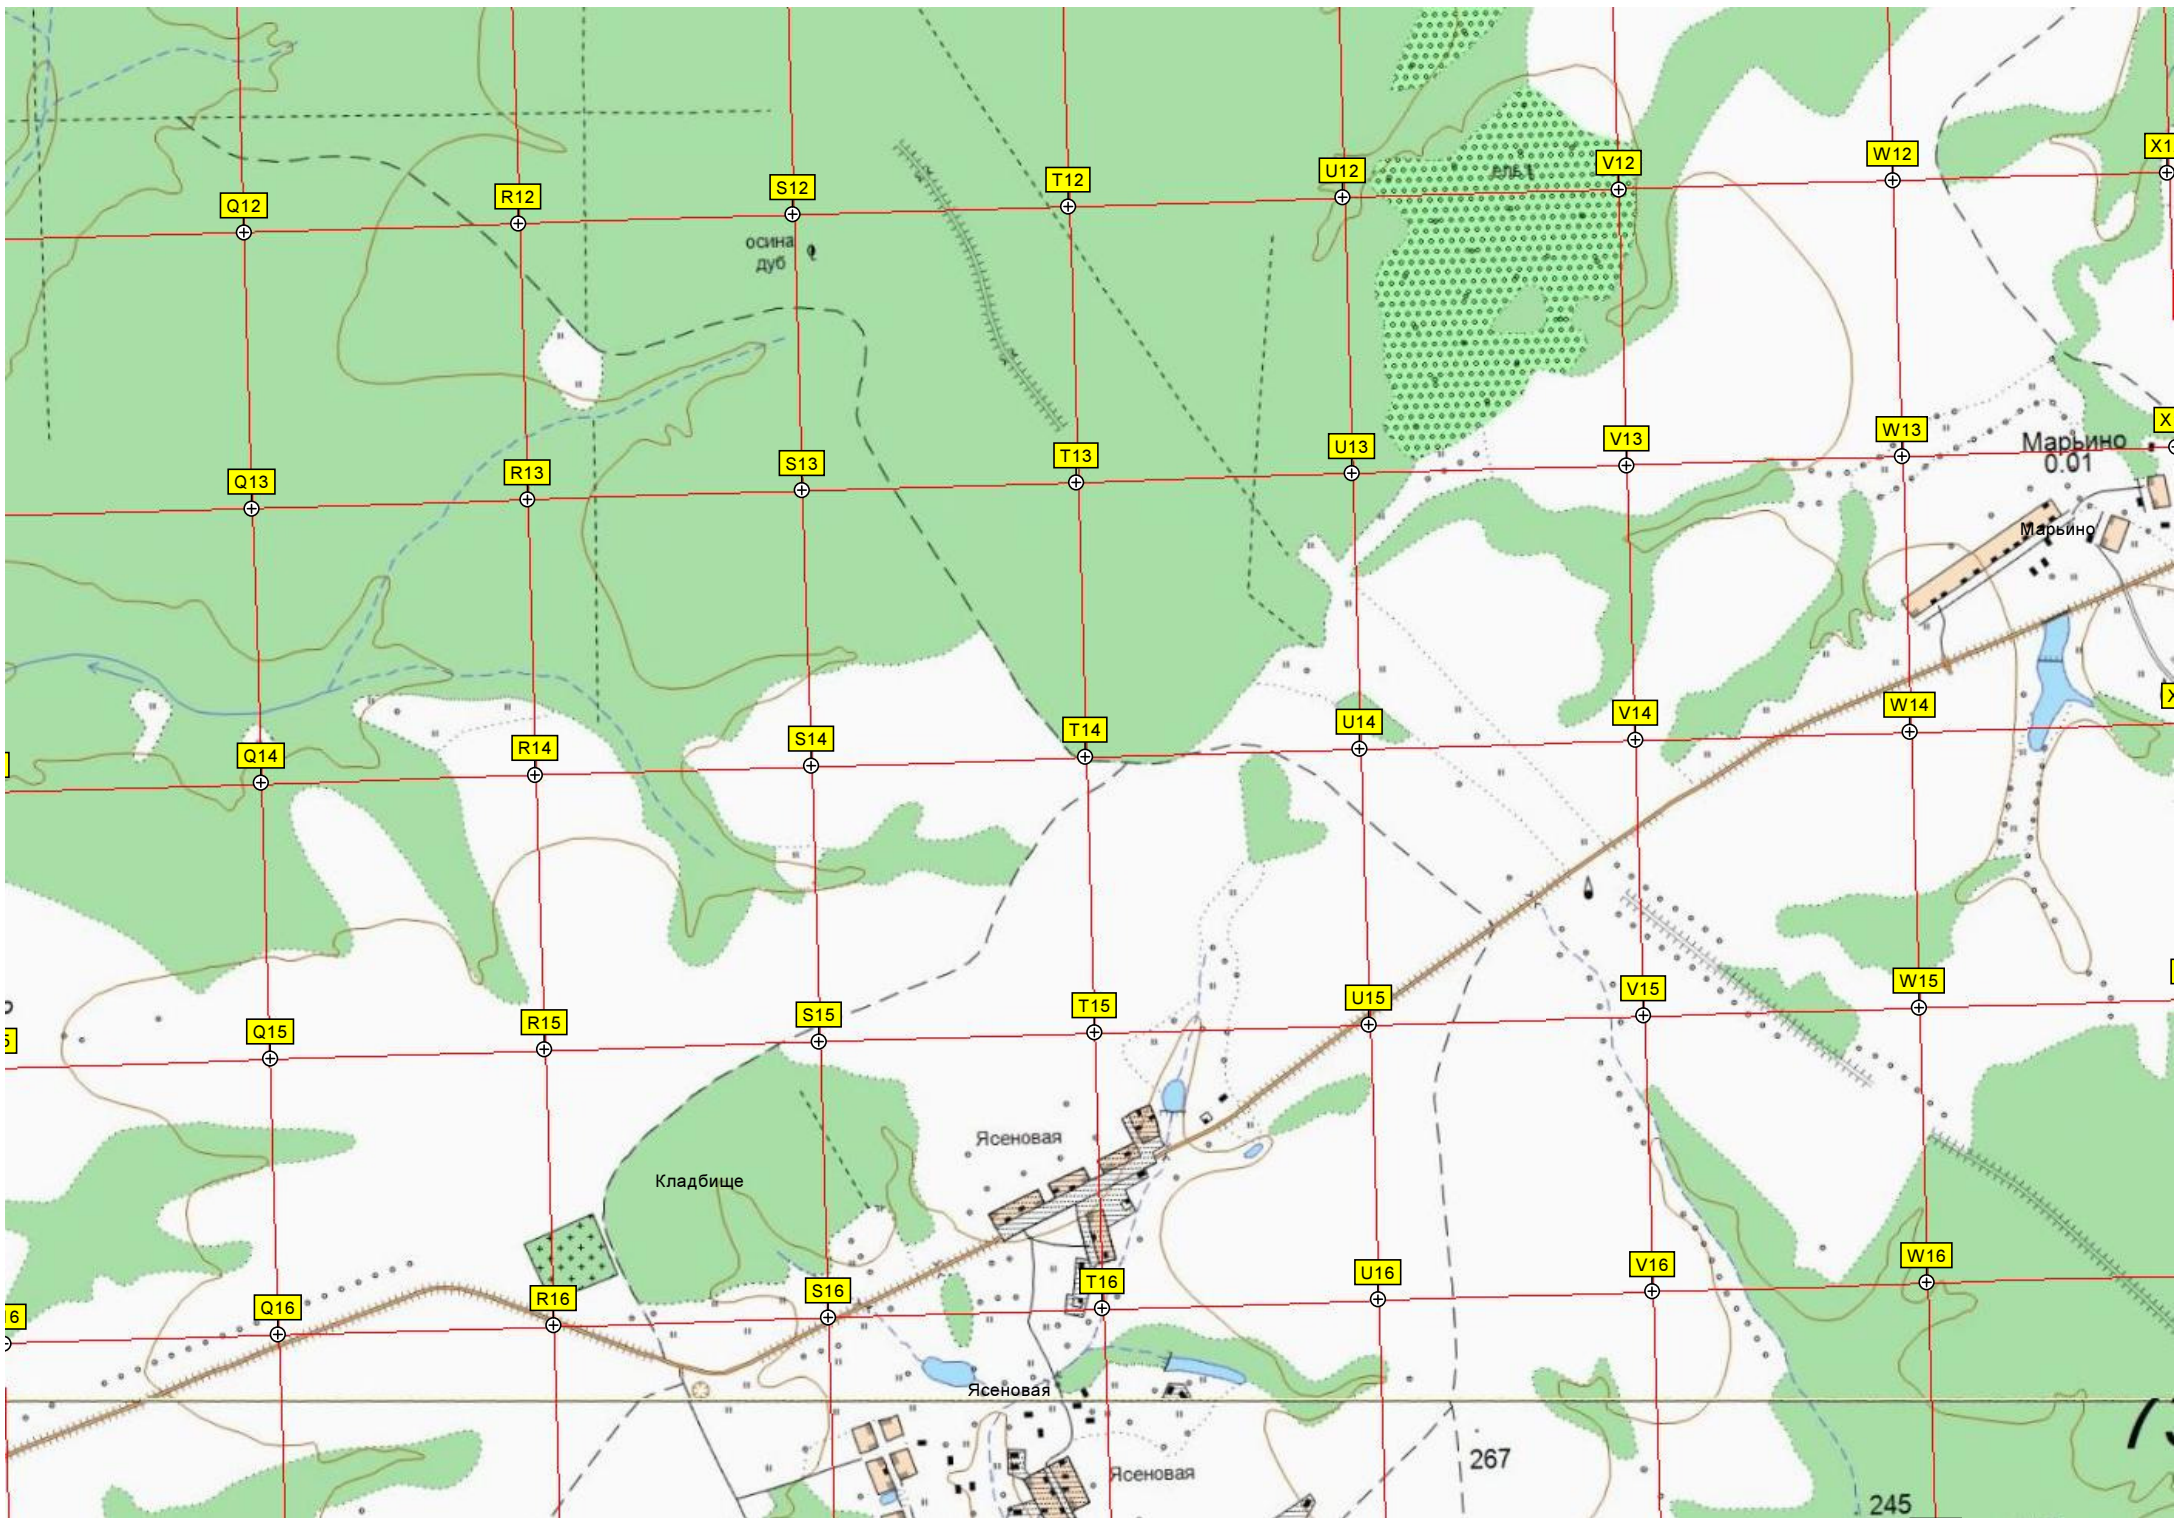 X1
V12
W12
U12
ель
T12
S12
R12
Q12
осина
дуб
X
W13
V13
Марьино
0.01
U13
T13
S13
R13
Q13
Марьино
X
W14
V14
U14
T14
S14
R14
Q14
W15
V15
U15
T15
S15
R15
Q15
5
Ясеновая
Кладбище
W16
V16
U16
T16
S16
R16
Q16
16
Ясеновая
267
Ясеновая
245